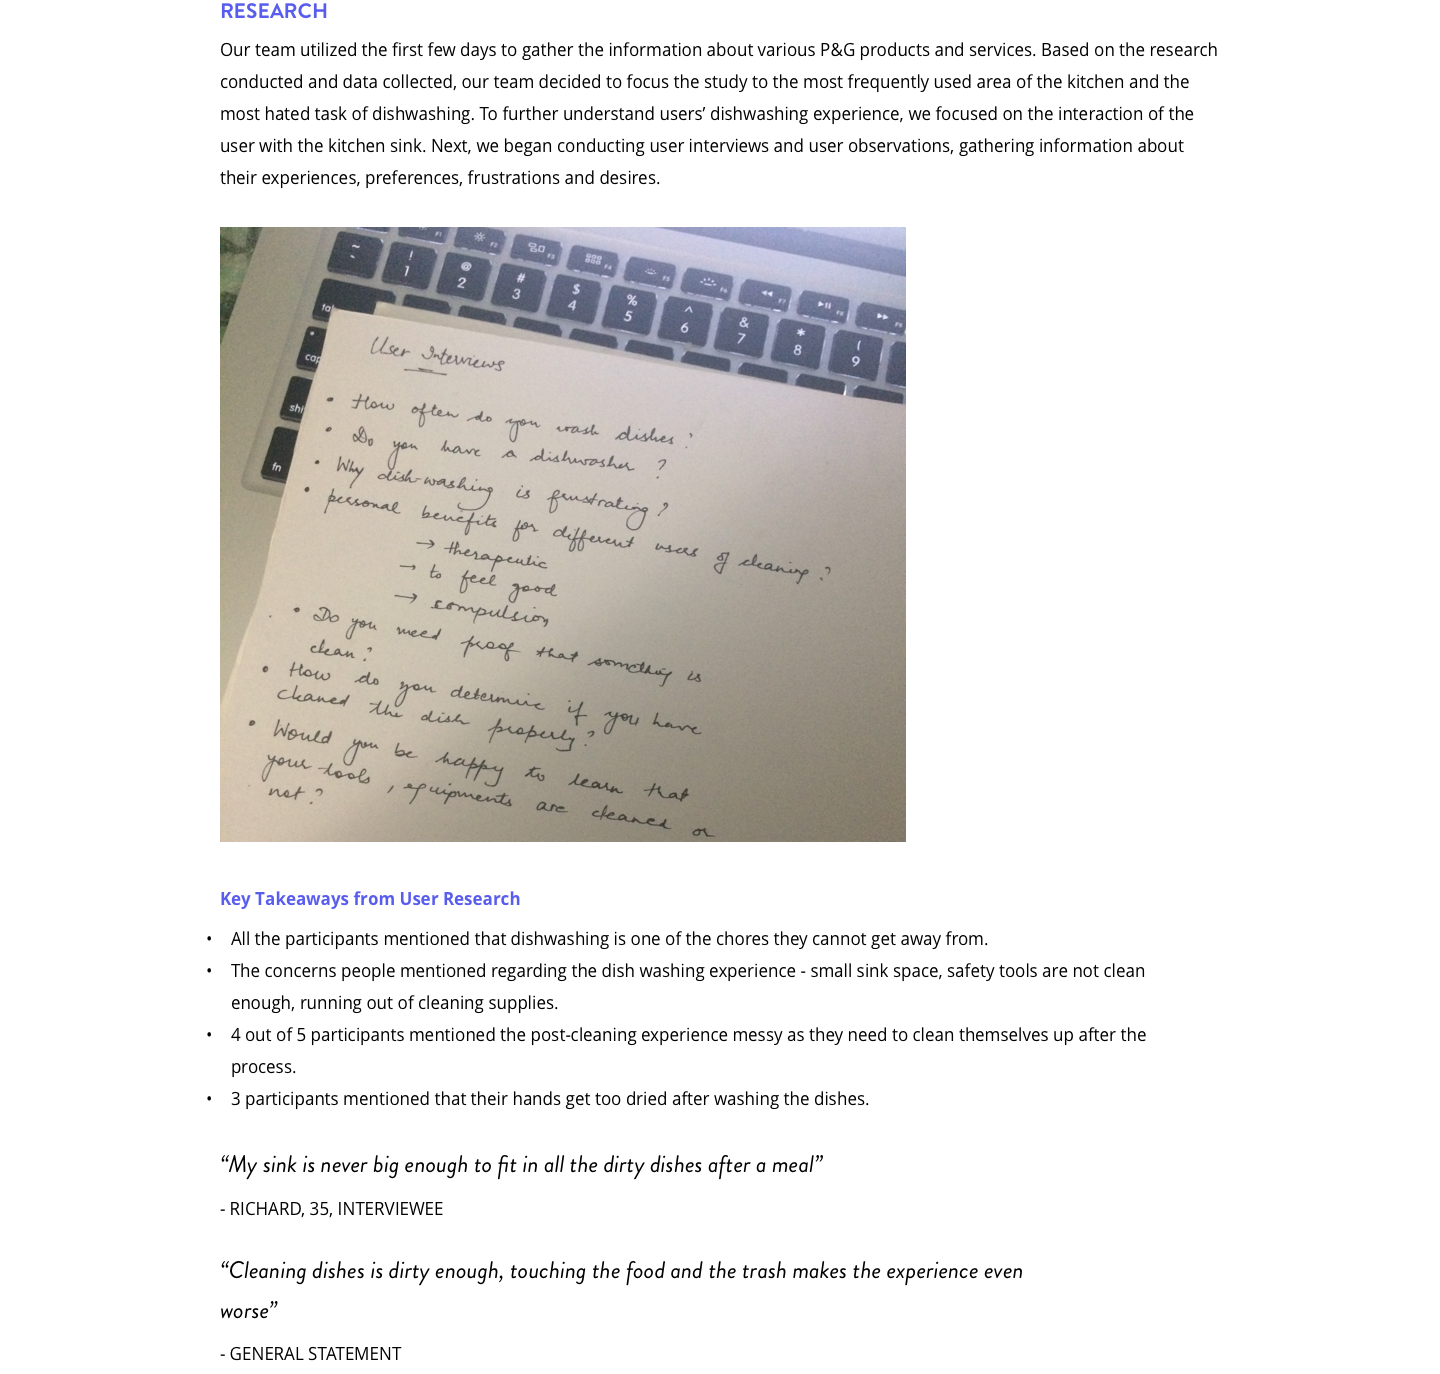 RESEARCH
Our team utilized the first few days to gather the information about various P&G products and services. Based on the research
conducted and data collected, our team decided to focus the study to the most frequently used area of the kitchen and the
most hated task of dishwashing. To further understand users’ dishwashing experience, we focused on the interaction of the
user with the kitchen sink. Next, we began conducting user interviews and user observations, gathering information about
their experiences, preferences, frustrations and desires.
F1 F2 F3 F4 F5 F6 F7 F8 F9
~ ! @ # $ % ^ & * (
1 2 3 4 5 6 7 8 9
tab
cap
shi
fn
User Interviews
• How often do you wash dishes?
• Do you have a dishwasher ?
• Why dish-washing is frustrating?
• personal benefits for different uses of cleaning?
→ therapeutic
→ to feel good
→ compulsion
• Do you need proof that something is
clean?
• How do you determine if you have
cleaned the dish properly?
• Would you be happy to learn that
your tools, equipments are cleaned or
not?
Key Takeaways from User Research
• All the participants mentioned that dishwashing is one of the chores they cannot get away from.
• The concerns people mentioned regarding the dish washing experience - small sink space, safety tools are not clean
enough, running out of cleaning supplies.
• 4 out of 5 participants mentioned the post-cleaning experience messy as they need to clean themselves up after the
process.
• 3 participants mentioned that their hands get too dried after washing the dishes.
“My sink is never big enough to fit in all the dirty dishes after a meal”
- RICHARD, 35, INTERVIEWEE
“Cleaning dishes is dirty enough, touching the food and the trash makes the experience even
worse”
- GENERAL STATEMENT